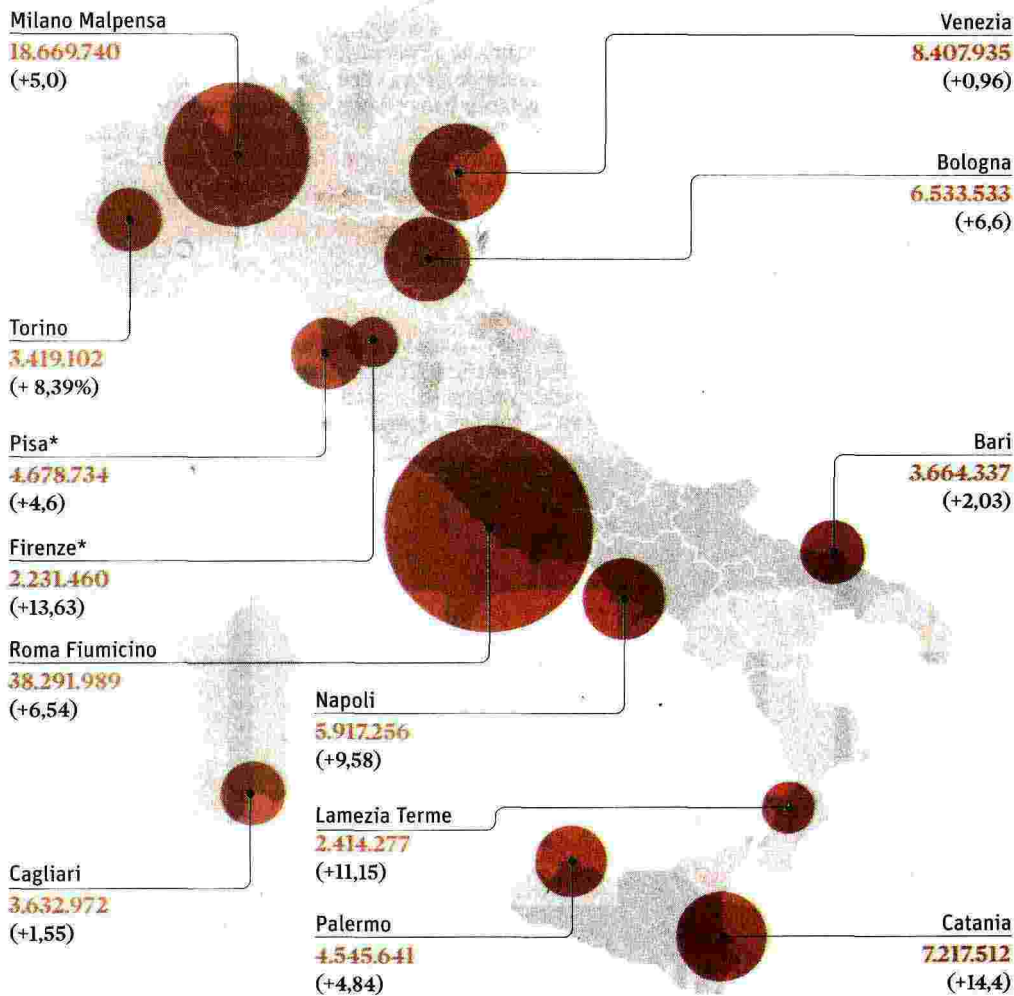 Milano Malpensa
18.669.740
(+5,0)
Venezia
8.407.935
(+0,96)
Bologna
6.533.533
(+6,6)
Torino
3.419.102
(+ 8,39%)
Pisa*
4.678.734
(+4,6)
Firenze*
2.231.460
(+13,63)
Bari
3.664.337
(+2,03)
Roma Fiumicino
38.291.989
(+6,54)
Napoli
5.917.256
(+9,58)
Lamezia Terme
2.414.277
(+11,15)
Cagliari
3.632.972
(+1,55)
Palermo
4.545.641
(+4,84)
Catania
7.217.512
(+14,4)